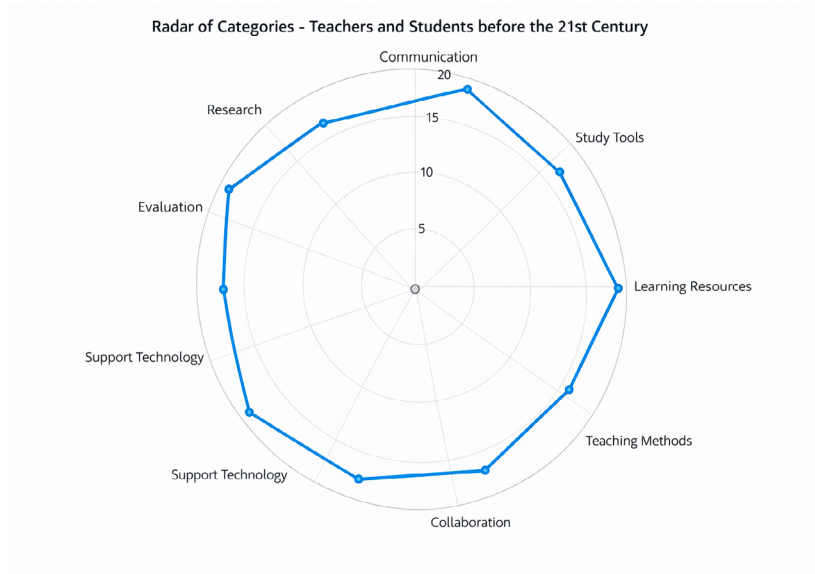 Radar of Categories - Teachers and Students before the 21st Century
Communication
20
Research
Study Tools
15
10
Evaluation
5
Learning Resources
Support Technology
Teaching Methods
Support Technology
Collaboration